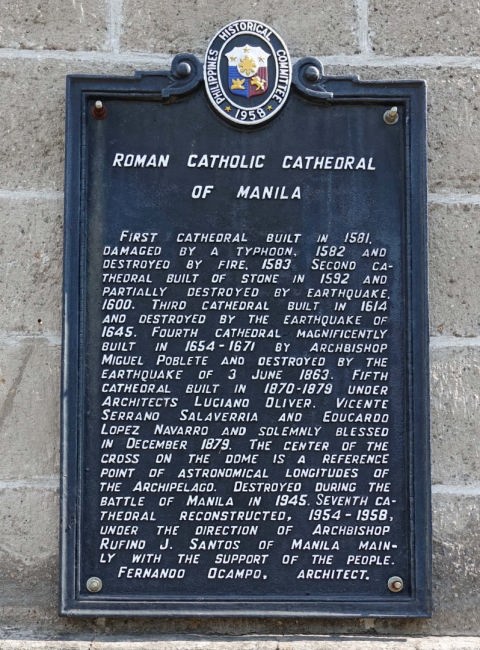 PHILIPPINES HISTORICAL COMMITTEE
1958
ROMAN CATHOLIC CATHEDRAL
OF MANILA
FIRST CATHEDRAL BUILT IN 1581,
DAMAGED BY A TYPHOON, 1582 AND
DESTROYED BY FIRE, 1583. SECOND CA-
THEDRAL BUILT OF STONE IN 1592 AND
PARTIALLY DESTROYED BY EARTHQUAKE,
1600. THIRD CATHEDRAL BUILT IN 1614
AND DESTROYED BY THE EARTHQUAKE OF
1645. FOURTH CATHEDRAL MAGNIFICENTLY
BUILT IN 1654-1671 BY ARCHBISHOP
MIGUEL POBLETE AND DESTROYED BY THE
EARTHQUAKE OF 3 JUNE 1863. FIFTH
CATHEDRAL BUILT IN 1870-1879 UNDER
ARCHITECTS LUCIANO OLIVER, VICENTE
SERRANO SALAVERRIA AND EDUCARDO
LOPEZ NAVARRO AND SOLEMNLY BLESSED
IN DECEMBER 1879. THE CENTER OF THE
CROSS ON THE DOME IS A REFERENCE
POINT OF ASTRONOMICAL LONGITUDES OF
THE ARCHIPELAGO. DESTROYED DURING THE
BATTLE OF MANILA IN 1945. SEVENTH CA-
THEDRAL RECONSTRUCTED, 1954-1958,
UNDER THE DIRECTION OF ARCHBISHOP
RUFINO J. SANTOS OF MANILA MAIN-
LY WITH THE SUPPORT OF THE PEOPLE.
FERNANDO OCAMPO, ARCHITECT.